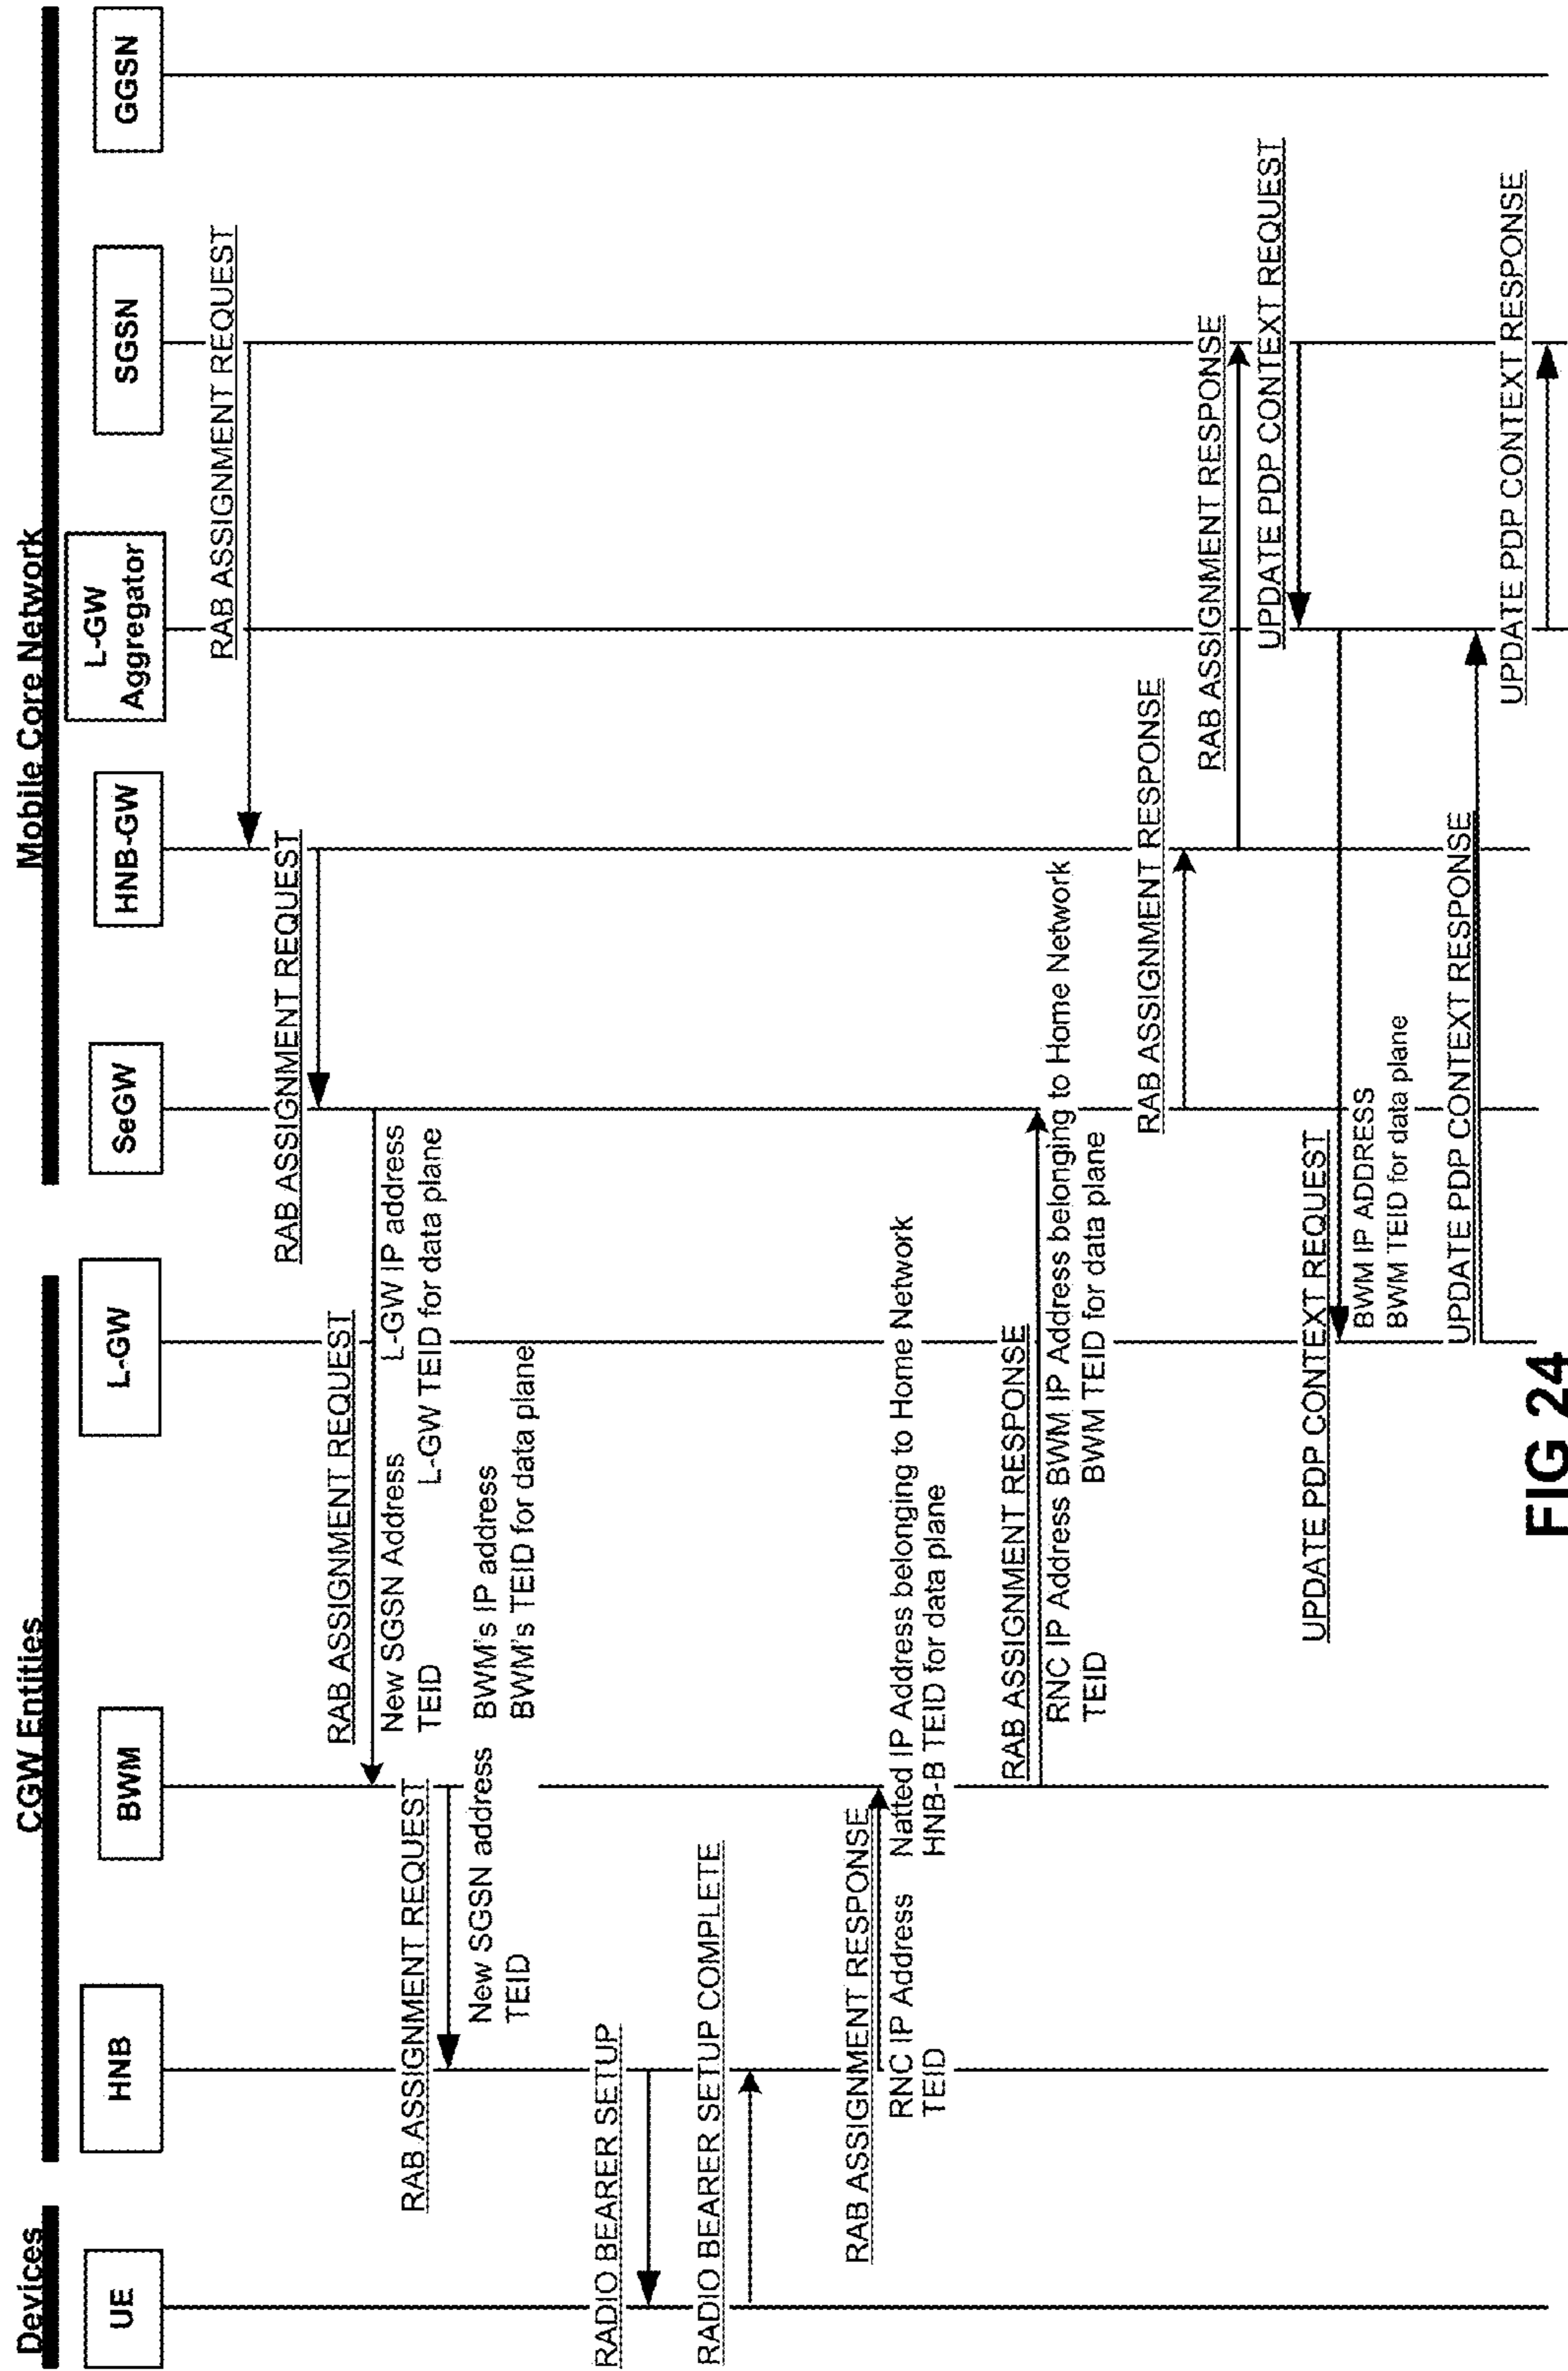 Devices
CGW Entities
Mobile Core Network
UE
HNB
BWM
L-GW
SeGW
HNB-GW
L-GW
Aggregator
SGSN
GGSN
RAB ASSIGNMENT REQUEST
RAB ASSIGNMENT REQUEST
RAB ASSIGNMENT REQUEST
New SGSN Address L-GW IP address
TEID L-GW TEID for data plane
RAB ASSIGNMENT REQUEST
New SGSN address BWM's IP address
TEID BWM's TEID for data plane
RADIO BEARER SETUP
RADIO BEARER SETUP COMPLETE
RAB ASSIGNMENT RESPONSE
RNC IP Address Natted IP Address belonging to Home Network
TEID HNB-B TEID for data plane
RAB ASSIGNMENT RESPONSE
RNC IP Address BWM IP Address belonging to Home Network
TEID BWM TEID for data plane
RAB ASSIGNMENT RESPONSE
RAB ASSIGNMENT RESPONSE
UPDATE PDP CONTEXT REQUEST
UPDATE PDP CONTEXT REQUEST
BWM IP ADDRESS
BWM TEID for data plane
UPDATE PDP CONTEXT RESPONSE
UPDATE PDP CONTEXT RESPONSE
FIG 24